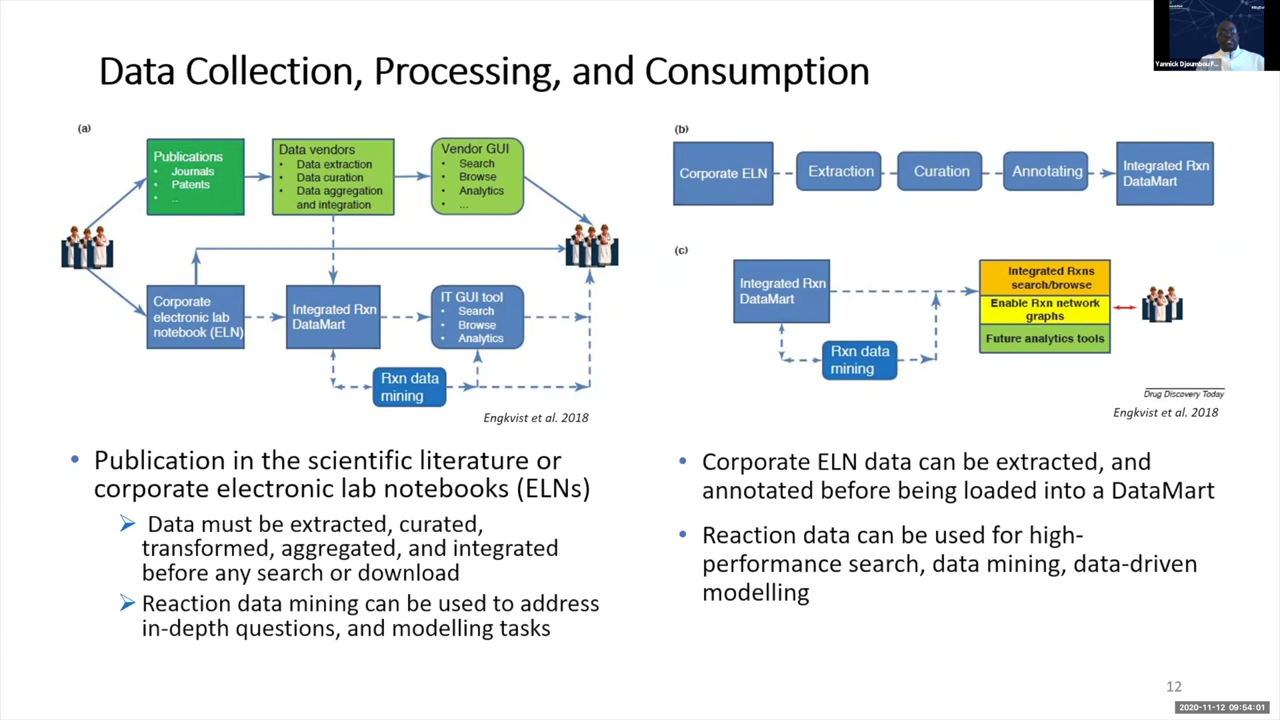 Data Collection, Processing, and Consumption
Yannick Djoumbou F...
(a)
Publications
• Journals
• Patents
• ..
Data vendors
• Data extraction
• Data curation
• Data aggregation
and integration
Vendor GUI
• Search
• Browse
• Analytics
• ...
Corporate
electronic lab
notebook (ELN)
Integrated Rxn
DataMart
IT GUI tool
• Search
• Browse
• Analytics
Rxn data
mining
Engkvist et al. 2018
(b)
Corporate ELN
Extraction
Curation
Annotating
Integrated Rxn
DataMart
(c)
Integrated Rxn
DataMart
Rxn data
mining
Integrated Rxns
search/browse
Enable Rxn network
graphs
Future analytics tools
Drug Discovery Today
Engkvist et al. 2018
• Publication in the scientific literature or
corporate electronic lab notebooks (ELNs)
➢ Data must be extracted, curated,
transformed, aggregated, and integrated
before any search or download
➢ Reaction data mining can be used to address
in-depth questions, and modelling tasks
• Corporate ELN data can be extracted, and
annotated before being loaded into a DataMart
• Reaction data can be used for high-
performance search, data mining, data-driven
modelling
12
2020-11-12 09:54:01